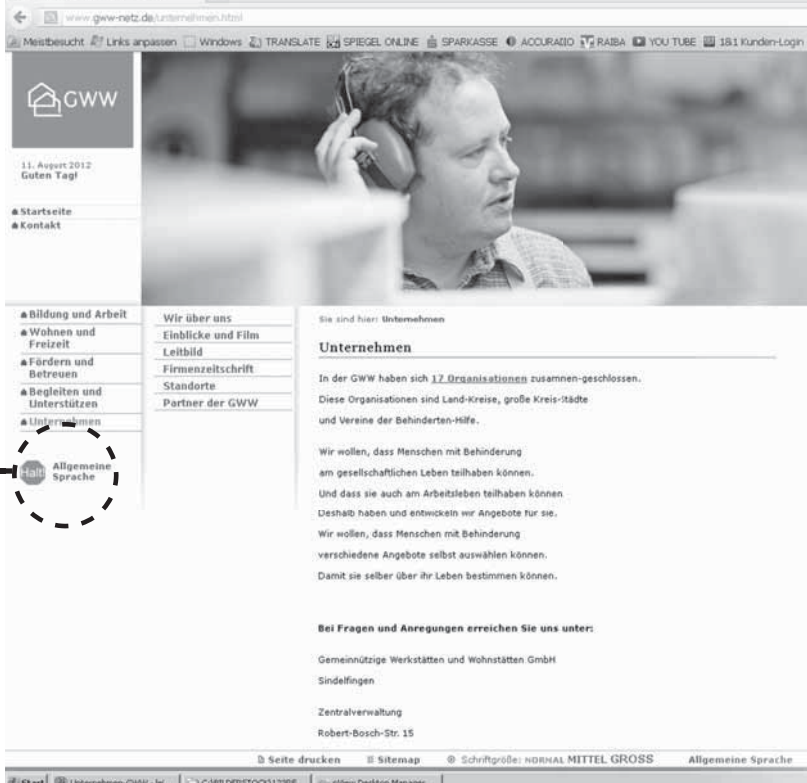 www.gww-netz.de/unternehmen.html
Meistbesucht Links anpassen Windows TRANSLATE SPIEGEL ONLINE SPARKASSE ACCURADIO RAIBA YOU TUBE 1&1 Kunden-Login
GWW
11. August 2012
Guten Tag!
Startseite
Kontakt
Bildung und Arbeit
Wohnen und
Freizeit
Fördern und
Betreuen
Begleiten und
Unterstützen
Unternehmen
Halt!
Allgemeine
Sprache
Wir über uns
Einblicke und Film
Leitbild
Firmenzeitschrift
Standorte
Partner der GWW
Sie sind hier: Unternehmen
Unternehmen
In der GWW haben sich 17 Organisationen zusammen-geschlossen.
Diese Organisationen sind Land-Kreise, große Kreis-Städte
und Vereine der Behinderten-Hilfe.
Wir wollen, dass Menschen mit Behinderung
am gesellschaftlichen Leben teilhaben können.
Und dass sie auch am Arbeitsleben teilhaben können
Deshalb haben und entwickeln wir Angebote für sie.
Wir wollen, dass Menschen mit Behinderung
verschiedene Angebote selbst auswählen können.
Damit sie selber über ihr Leben bestimmen können.
Bei Fragen und Anregungen erreichen Sie uns unter:
Gemeinnützige Werkstätten und Wohnstätten GmbH
Sindelfingen
Zentralverwaltung
Robert-Bosch-Str. 15
Seite drucken Sitemap Schriftgröße: NORMAL MITTEL GROSS Allgemeine Sprache
Start